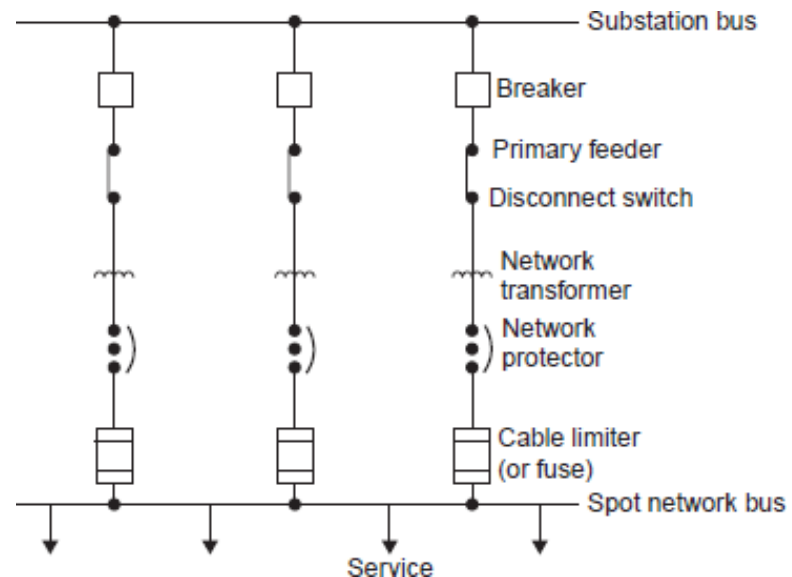 Substation bus
Breaker
Primary feeder
Disconnect switch
Network
transformer
Network
protector
Cable limiter
(or fuse)
Spot network bus
Service